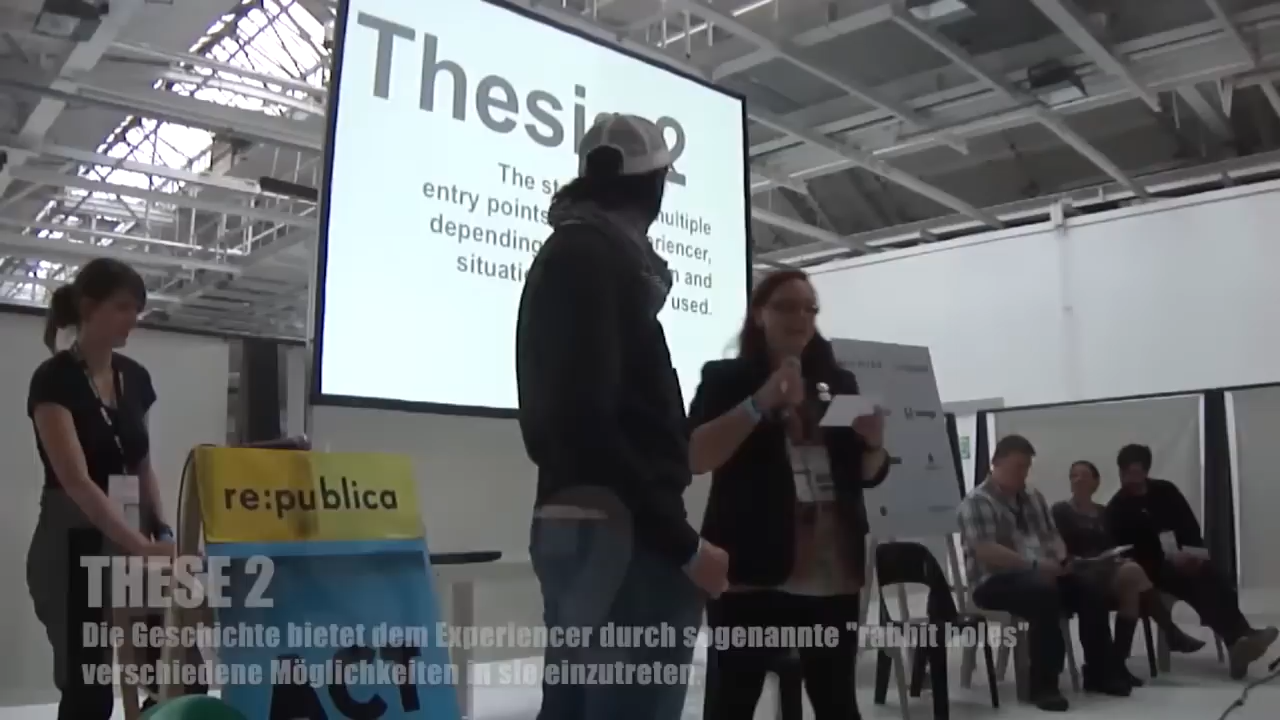 Thesis 2
The st multiple
entry points
depending riencer,
situati n and
used.
re:publica
ACT
THESE 2
Die Geschichte bietet dem Experiencer durch sogenannte "rabbit holes"
verschiedene Möglichkeiten in sie einzutreten.